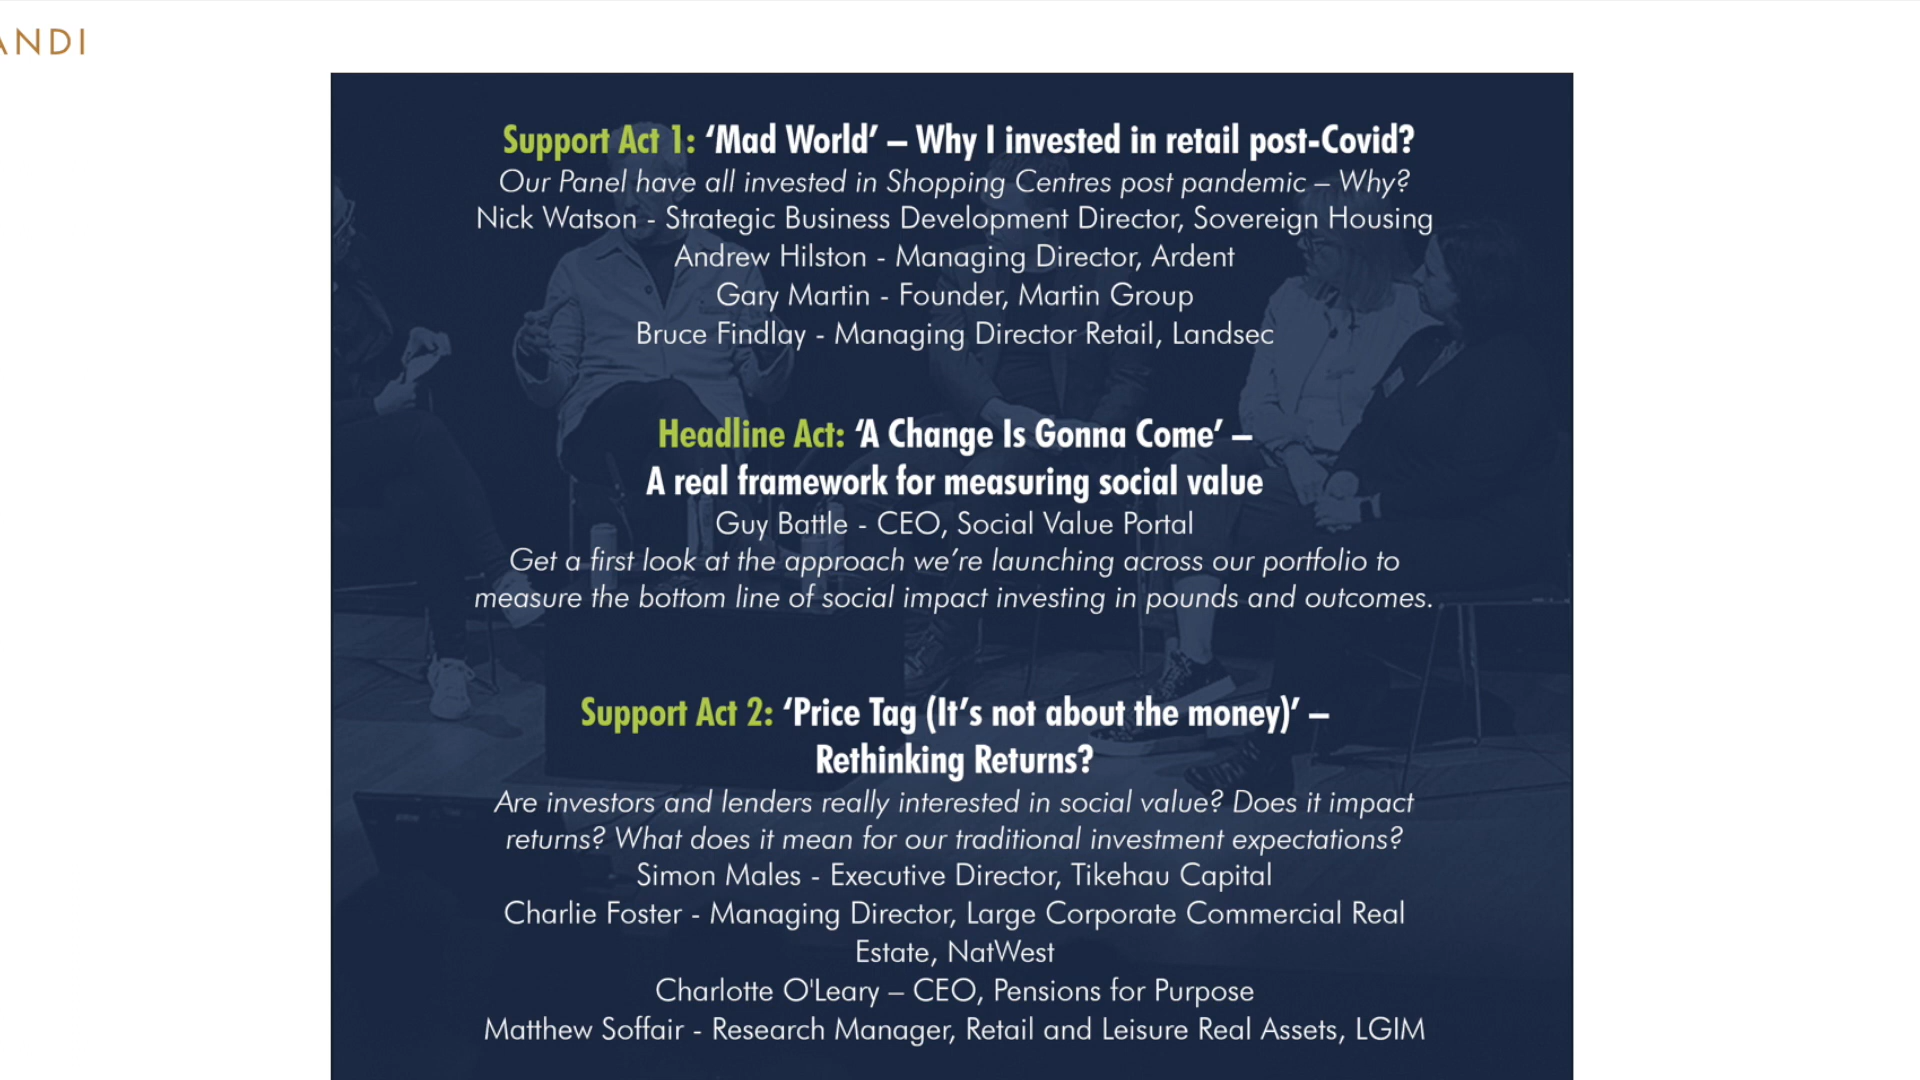 ANDI
Support Act 1: ‘Mad World’ – Why I invested in retail post-Covid?
Our Panel have all invested in Shopping Centres post pandemic – Why?
Nick Watson - Strategic Business Development Director, Sovereign Housing
Andrew Hilston - Managing Director, Ardent
Gary Martin - Founder, Martin Group
Bruce Findlay - Managing Director Retail, Landsec
Headline Act: ‘A Change Is Gonna Come’ –
A real framework for measuring social value
Guy Battle - CEO, Social Value Portal
Get a first look at the approach we’re launching across our portfolio to
measure the bottom line of social impact investing in pounds and outcomes.
Support Act 2: ‘Price Tag (It’s not about the money)’ –
Rethinking Returns?
Are investors and lenders really interested in social value? Does it impact
returns? What does it mean for our traditional investment expectations?
Simon Males - Executive Director, Tikehau Capital
Charlie Foster - Managing Director, Large Corporate Commercial Real
Estate, NatWest
Charlotte O'Leary – CEO, Pensions for Purpose
Matthew Soffair - Research Manager, Retail and Leisure Real Assets, LGIM